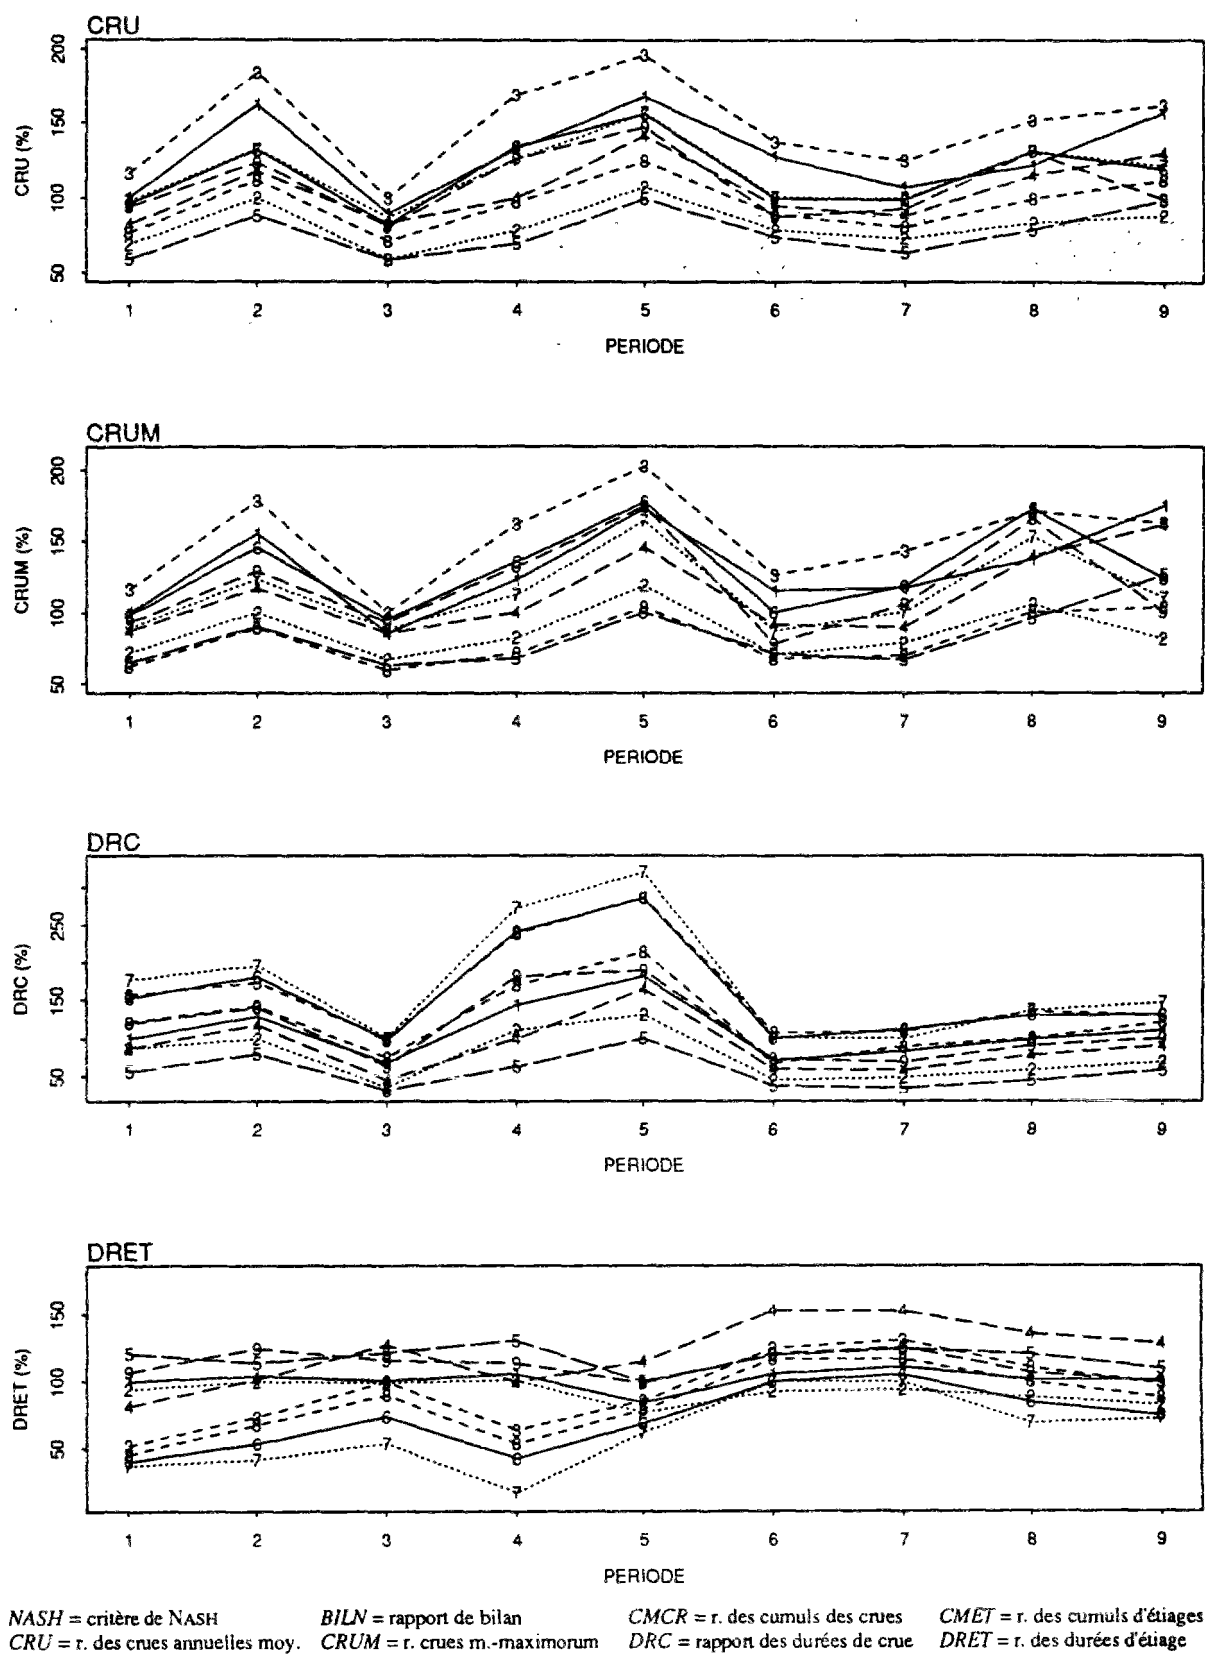 CRU
200
150
100
50
CRU (%)
1 2 3 4 5 6 7 8 9
PERIODE
CRUM
200
150
100
50
CRUM (%)
1 2 3 4 5 6 7 8 9
PERIODE
DRC
250
150
50
DRC (%)
1 2 3 4 5 6 7 8 9
PERIODE
DRET
150
100
50
DRET (%)
1 2 3 4 5 6 7 8 9
PERIODE
NASH = critère de NASH BILN = rapport de bilan CMCR = r. des cumuls des crues CMET = r. des cumuls d'étiages
CRU = r. des crues annuelles moy. CRUM = r. crues m.-maximorum DRC = rapport des durées de crue DRET = r. des durées d'étiage